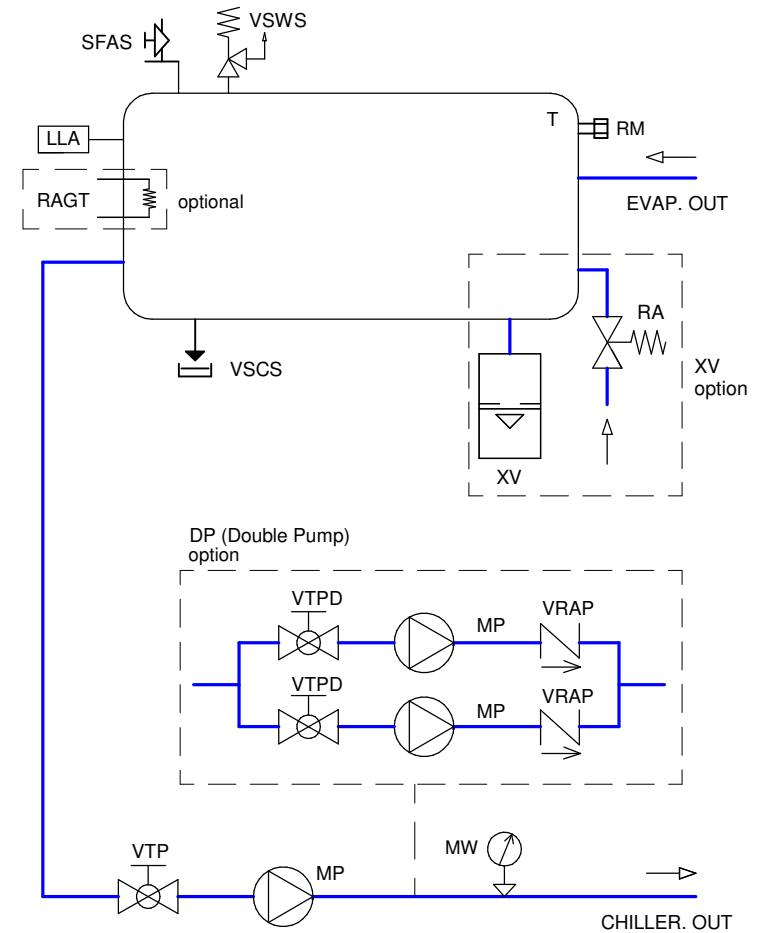 VSWS
SFAS
T
RM
LLA
RAGT
optional
EVAP. OUT
RA
XV
option
VSCS
XV
DP (Double Pump)
option
VTPD
MP
VRAP
VTPD
MP
VRAP
VTP
MP
MW
CHILLER. OUT